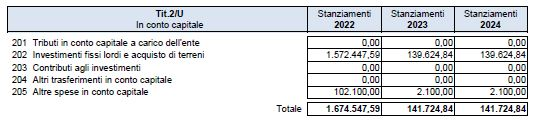 Tit.2/U Stanziamenti Stanziamenti Stanziamenti
In conto capitale 2022 2023 2024
201 Tributi in conto capitale a carico dell'ente 0,00 0,00 0,00
202 Investimenti fissi lordi e acquisto di terreni 1.572.447,59 139.624,84 139.624,84
203 Contributi agli investimenti 0,00 0,00 0,00
204 Altri trasferimenti in conto capitale 0,00 0,00 0,00
205 Altre spese in conto capitale 102.100,00 2.100,00 2.100,00
Totale 1.674.547,59 141.724,84 141.724,84